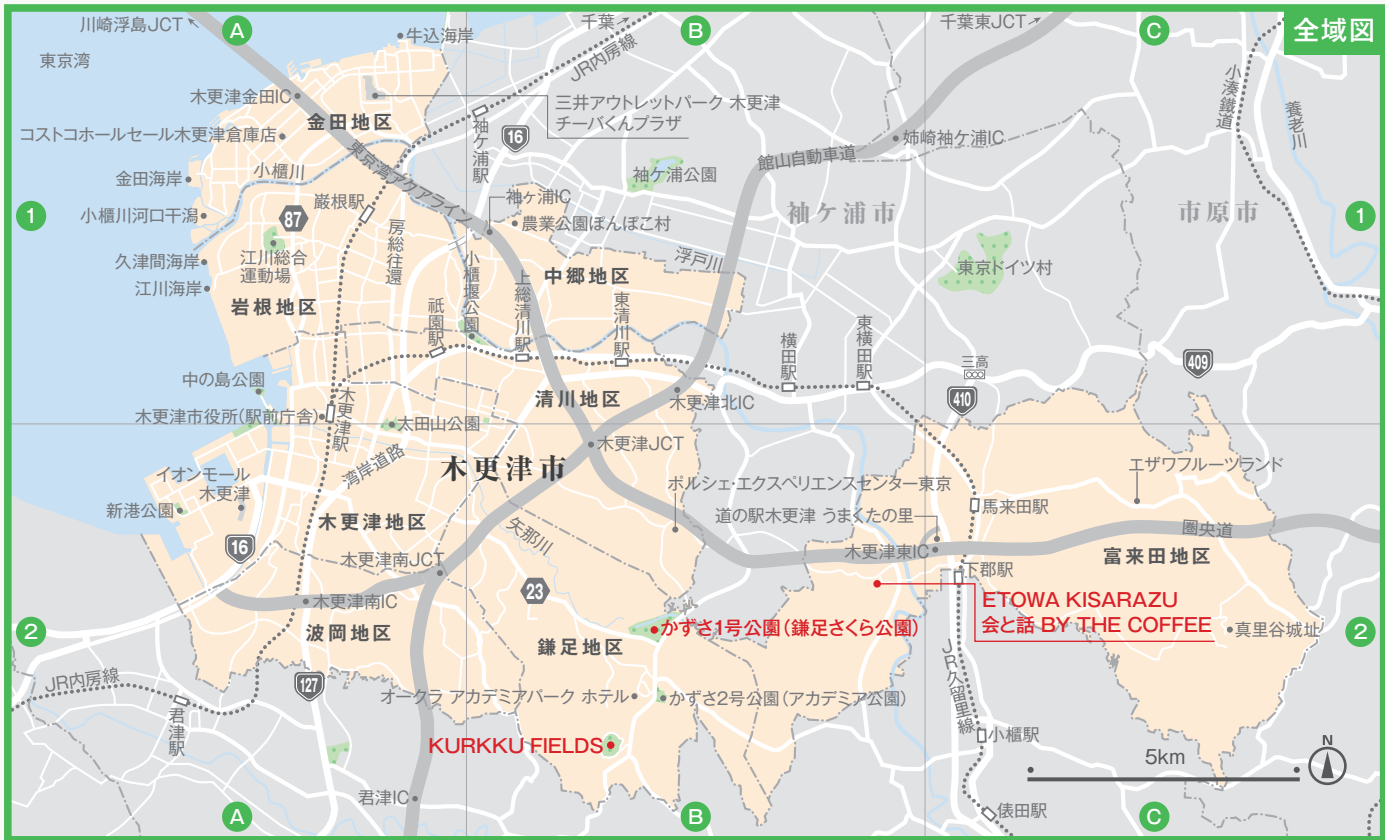 全域図
A
B
C
川崎浮島JCT
千葉
千葉東JCT
東京湾
牛込海岸
JR内房線
小湊鐵道
養老川
木更津金田IC
三井アウトレットパーク 木更津
チーバくんプラザ
金田地区
袖ケ浦駅
16
コストコホールセール木更津倉庫店
東京湾アクアライン
姉崎袖ケ浦IC
館山自動車道
小櫃川
袖ケ浦公園
金田海岸
巌根駅
袖ケ浦IC
1
小櫃川河口干潟
87
農業公園ぽんぽこ村
袖ケ浦市
市原市
1
江川総合
運動場
房総往還
久津間海岸
小櫃堰公園
中郷地区
浮戸川
東京ドイツ村
江川海岸
岩根地区
祇園駅
上総清川駅
東清川駅
横田駅
東横田駅
三高
409
中の島公園
木更津駅
清川地区
木更津北IC
410
木更津市役所(駅前庁舎)
太田山公園
木更津JCT
木更津市
湾岸道路
イオンモール
木更津
ポルシェ・エクスペリエンスセンター東京
エザワフルーツランド
新港公園
道の駅木更津 うまくたの里
馬来田駅
木更津地区
矢那川
圏央道
16
木更津南JCT
木更津東IC
富来田地区
下郡駅
23
木更津南IC
ETOWA KISARAZU
会と話 BY THE COFFEE
2
波岡地区
かずさ1号公園(鎌足さくら公園)
真里谷城址
2
鎌足地区
JR内房線
127
オークラ アカデミアパーク ホテル
かずさ2号公園(アカデミア公園)
JR久留里線
君津駅
KURKKU FIELDS
小櫃駅
5km
N
君津IC
俵田駅
A
B
C